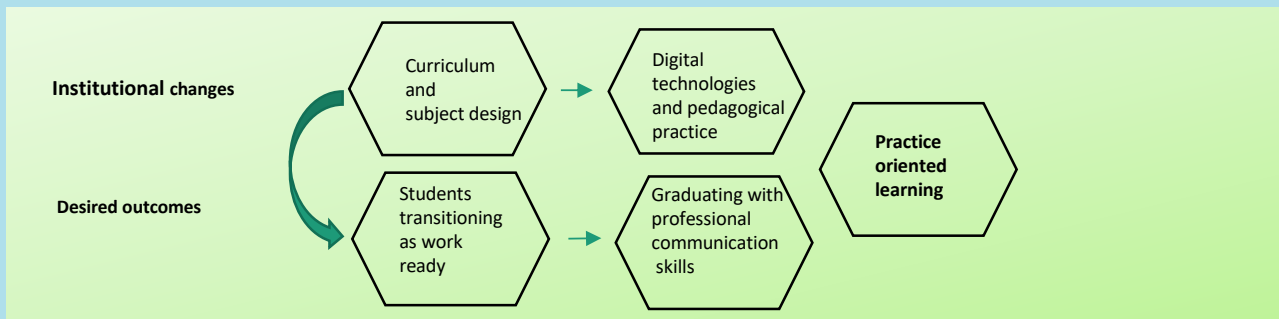 Institutional changes
Curriculum
and
subject design
Digital
technologies
and pedagogical
practice
Practice
oriented
learning
Desired outcomes
Students
transitioning
as work
ready
Graduating with
professional
communication
skills